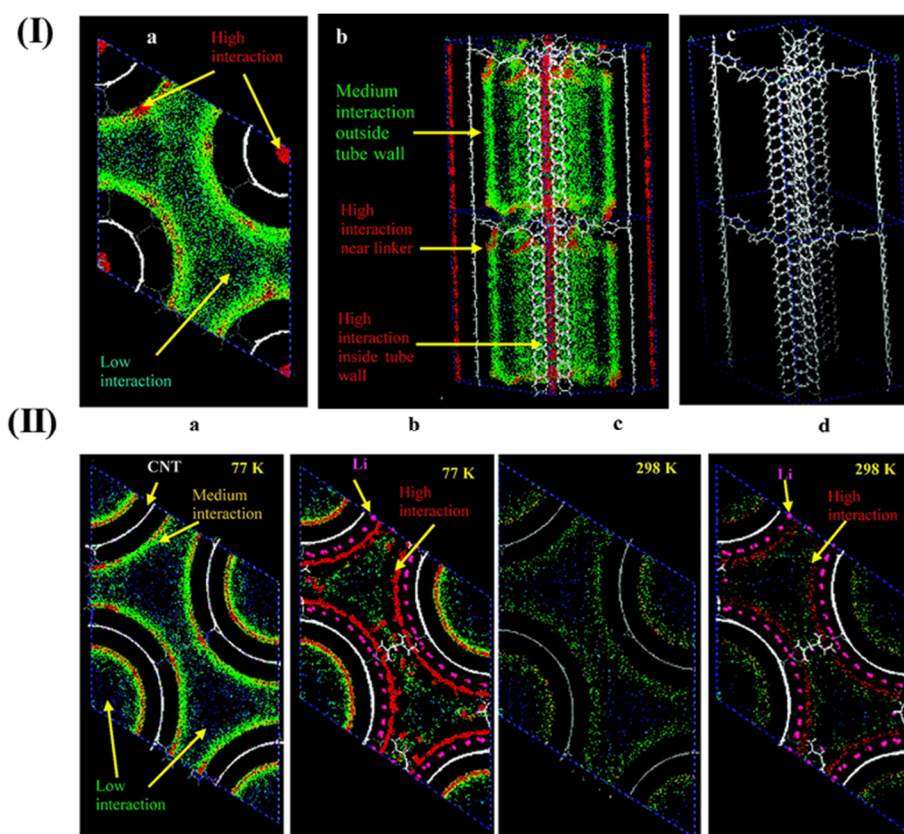 (I)
a
High
interaction
Low
interaction
b
Medium
interaction
outside
tube wall
High
interaction
near linker
High
interaction
inside tube
wall
c
a
b
c
d
(II)
CNT
77 K
Medium
interaction
Low
interaction
Li
77 K
High
interaction
298 K
Li
298 K
High
interaction